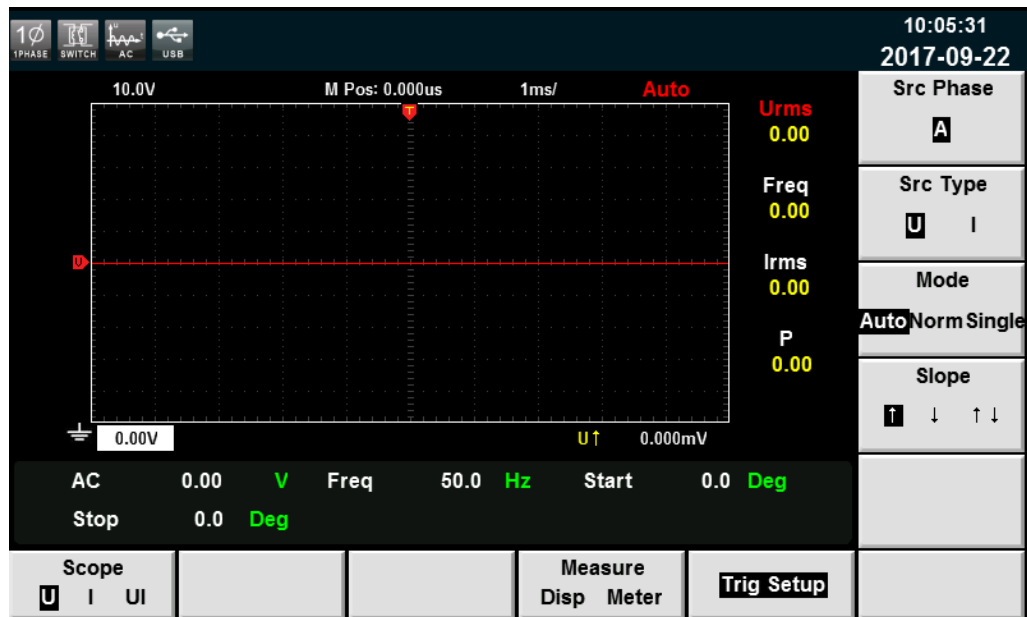 1Ø
1PHASE
SWITCH
u t
AC
USB
10:05:31
2017-09-22
10.0V M Pos: 0.000us 1ms/ Auto
T
Urms
0.00
Freq
0.00
U
Irms
0.00
P
0.00
0.00V U↑ 0.000mV
Src Phase
A
Src Type
U I
Mode
Auto Norm Single
Slope
↑ ↓ ↑↓
AC 0.00 V Freq 50.0 Hz Start 0.0 Deg
Stop 0.0 Deg
Scope
U I UI
Measure
Disp Meter
Trig Setup